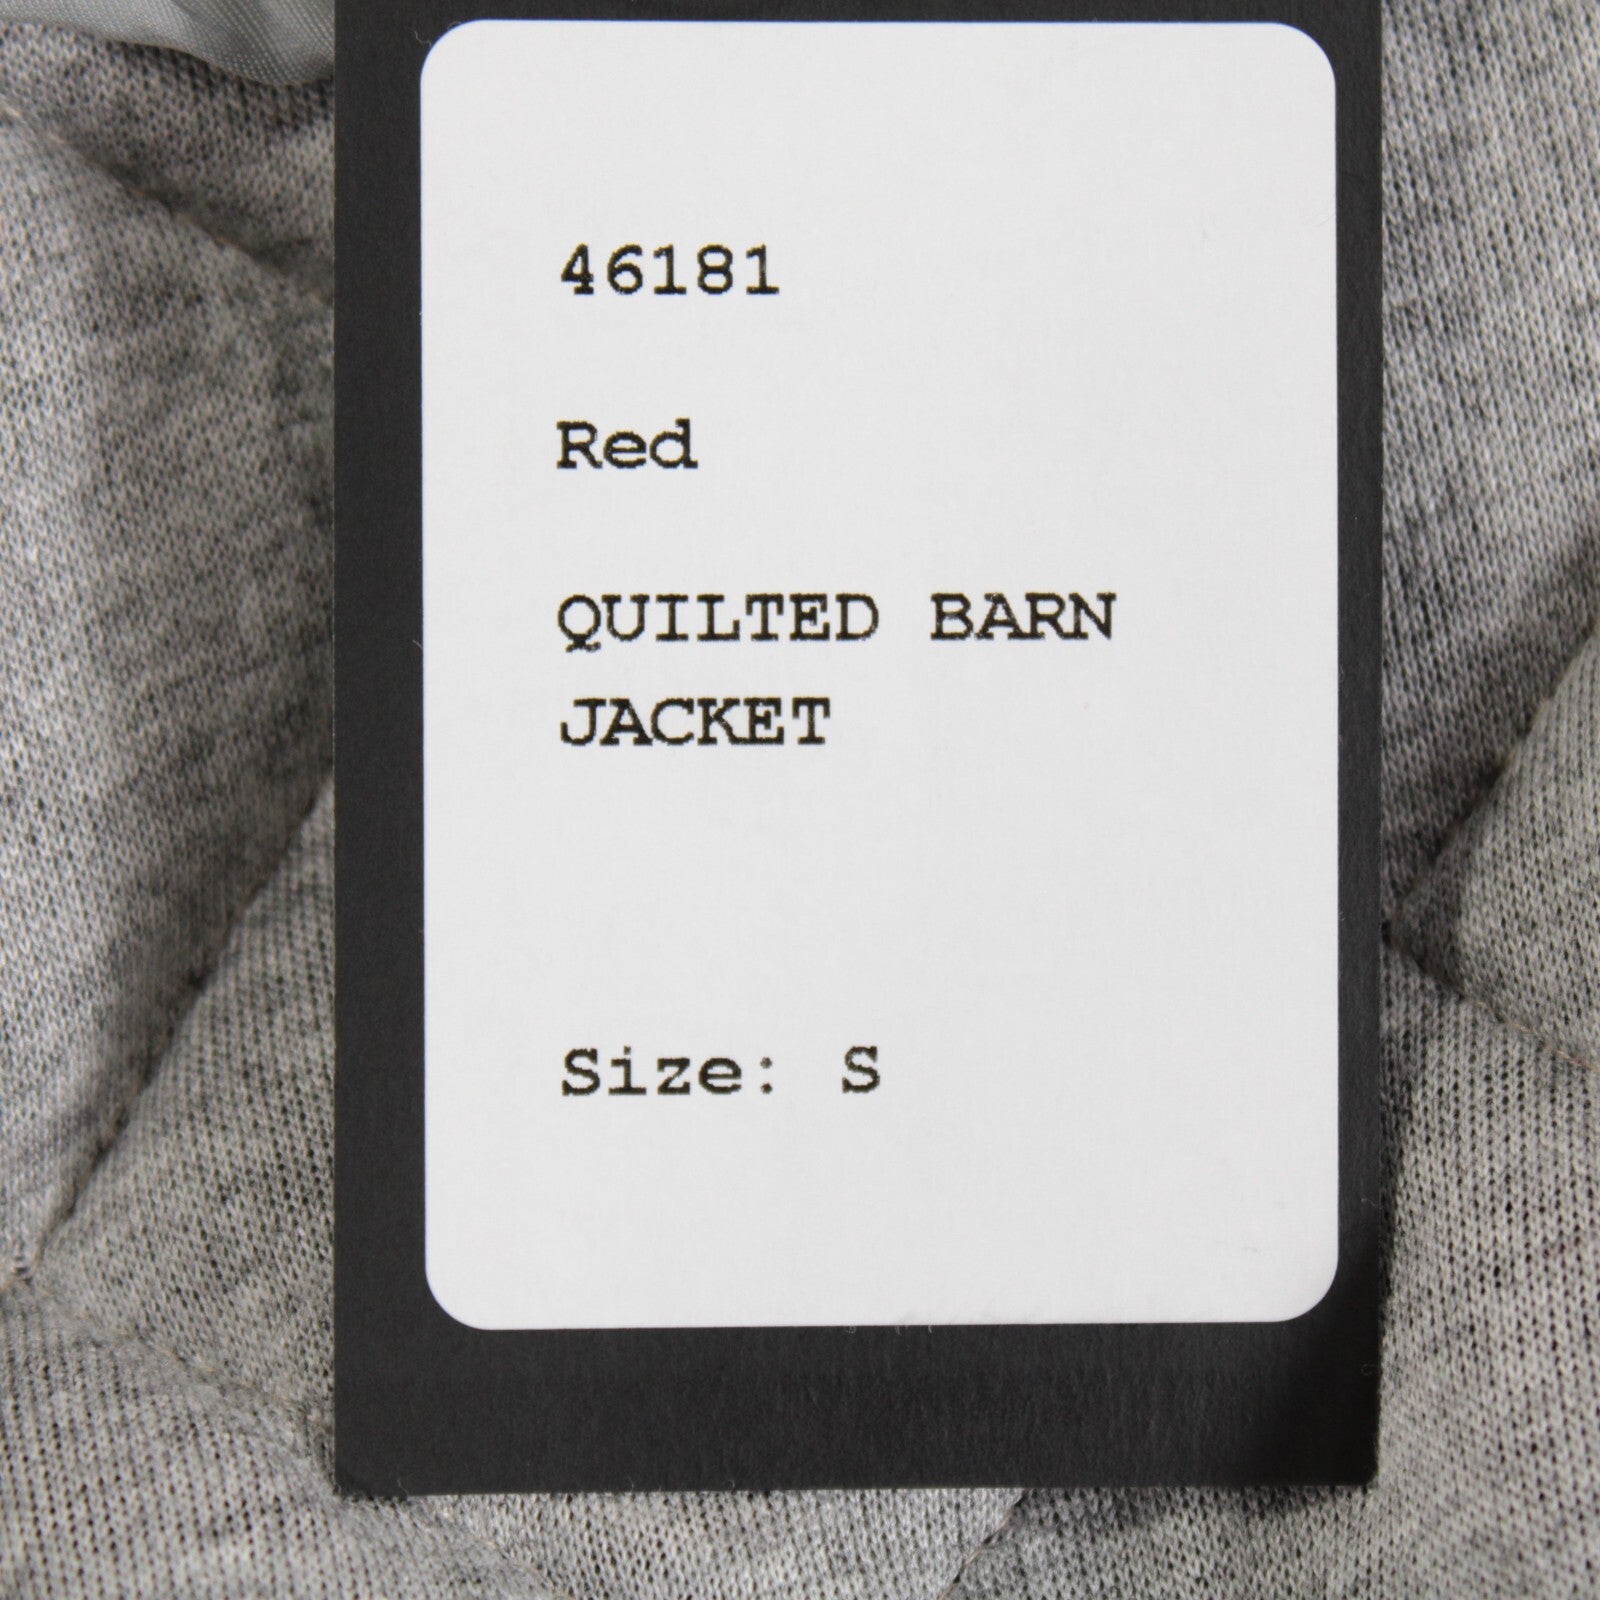 46181
Red
QUILTED BARN
JACKET
Size: S